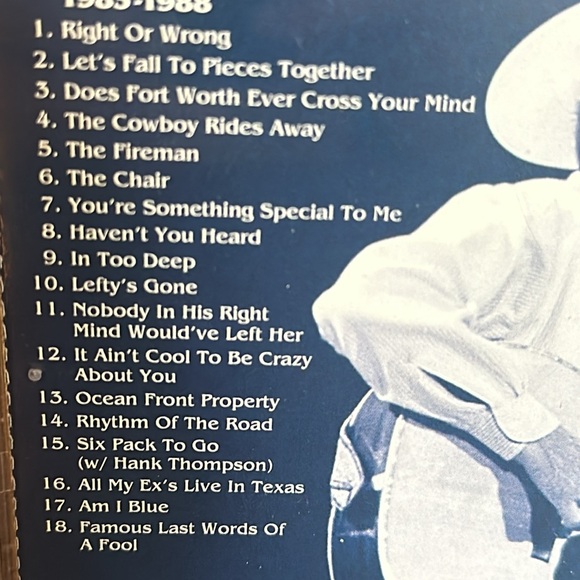 1983-1988
1. Right Or Wrong
2. Let's Fall To Pieces Together
3. Does Fort Worth Ever Cross Your Mind
4. The Cowboy Rides Away
5. The Fireman
6. The Chair
7. You're Something Special To Me
8. Haven't You Heard
9. In Too Deep
10. Lefty's Gone
11. Nobody In His Right
Mind Would've Left Her
12. It Ain't Cool To Be Crazy
About You
13. Ocean Front Property
14. Rhythm Of The Road
15. Six Pack To Go
(w/ Hank Thompson)
16. All My Ex's Live In Texas
17. Am I Blue
18. Famous Last Words Of
A Fool